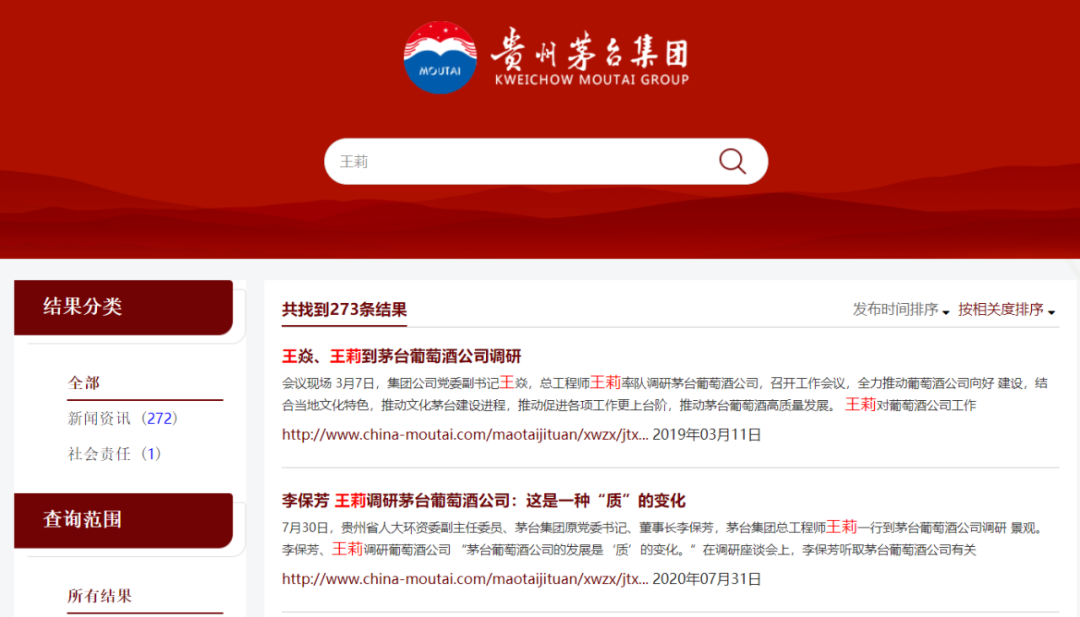 贵州茅台集团
MOUTAI
KWEICHOW MOUTAI GROUP
王莉
结果分类
全部
新闻资讯（272）
社会责任（1）
查询范围
所有结果
共找到273条结果
发布时间排序 按相关度排序
王焱、王莉到茅台葡萄酒公司调研
会议现场 3月7日，集团公司党委副书记王焱，总工程师王莉率队调研茅台葡萄酒公司，召开工作会议，全力推动葡萄酒公司向好 建设，结
合当地文化特色，推动文化茅台建设进程，推动促进各项工作更上台阶，推动茅台葡萄酒高质量发展。 王莉对葡萄酒公司工作
http://www.china-moutai.com/maotaijituan/xwzx/jtx... 2019年03月11日
李保芳 王莉调研茅台葡萄酒公司：这是一种“质”的变化
7月30日，贵州省人大环资委副主任委员、茅台集团原党委书记、董事长李保芳，茅台集团总工程师王莉一行到茅台葡萄酒公司调研 景观。
李保芳、王莉调研葡萄酒公司 “茅台葡萄酒公司的发展是‘质’的变化。”在调研座谈会上，李保芳听取茅台葡萄酒公司有关
http://www.china-moutai.com/maotaijituan/xwzx/jtx... 2020年07月31日